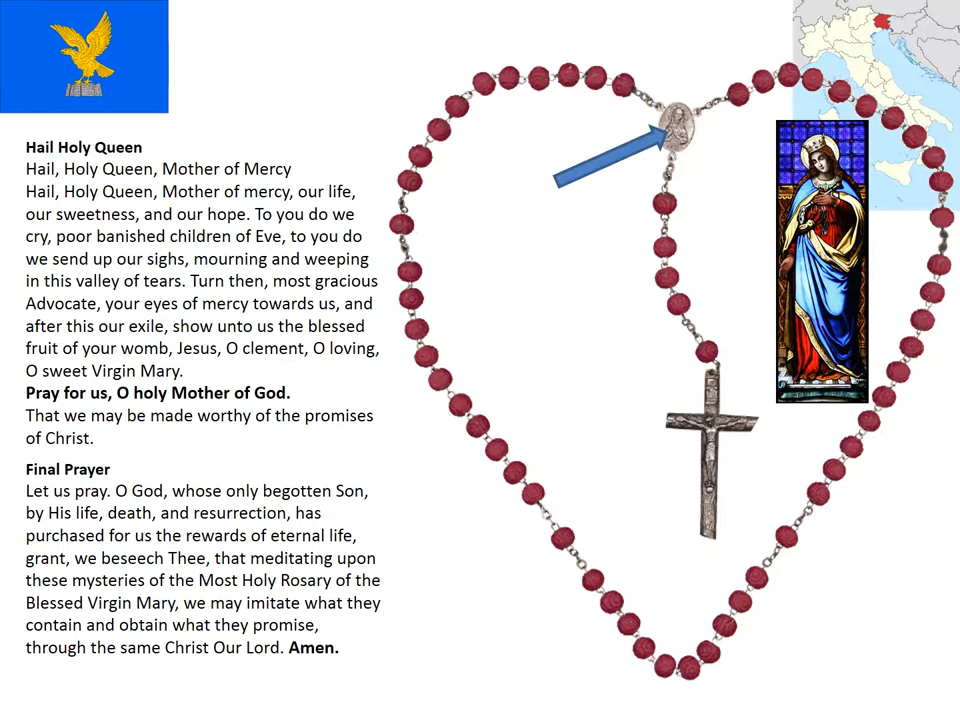 Hail Holy Queen
Hail, Holy Queen, Mother of Mercy
Hail, Holy Queen, Mother of mercy, our life,
our sweetness, and our hope. To you do we
cry, poor banished children of Eve, to you do
we send up our sighs, mourning and weeping
in this valley of tears. Turn then, most gracious
Advocate, your eyes of mercy towards us, and
after this our exile, show unto us the blessed
fruit of your womb, Jesus, O clement, O loving,
O sweet Virgin Mary.
Pray for us, O holy Mother of God.
That we may be made worthy of the promises
of Christ.
Final Prayer
Let us pray. O God, whose only begotten Son,
by His life, death, and resurrection, has
purchased for us the rewards of eternal life,
grant, we beseech Thee, that meditating upon
these mysteries of the Most Holy Rosary of the
Blessed Virgin Mary, we may imitate what they
contain and obtain what they promise,
through the same Christ Our Lord. Amen.